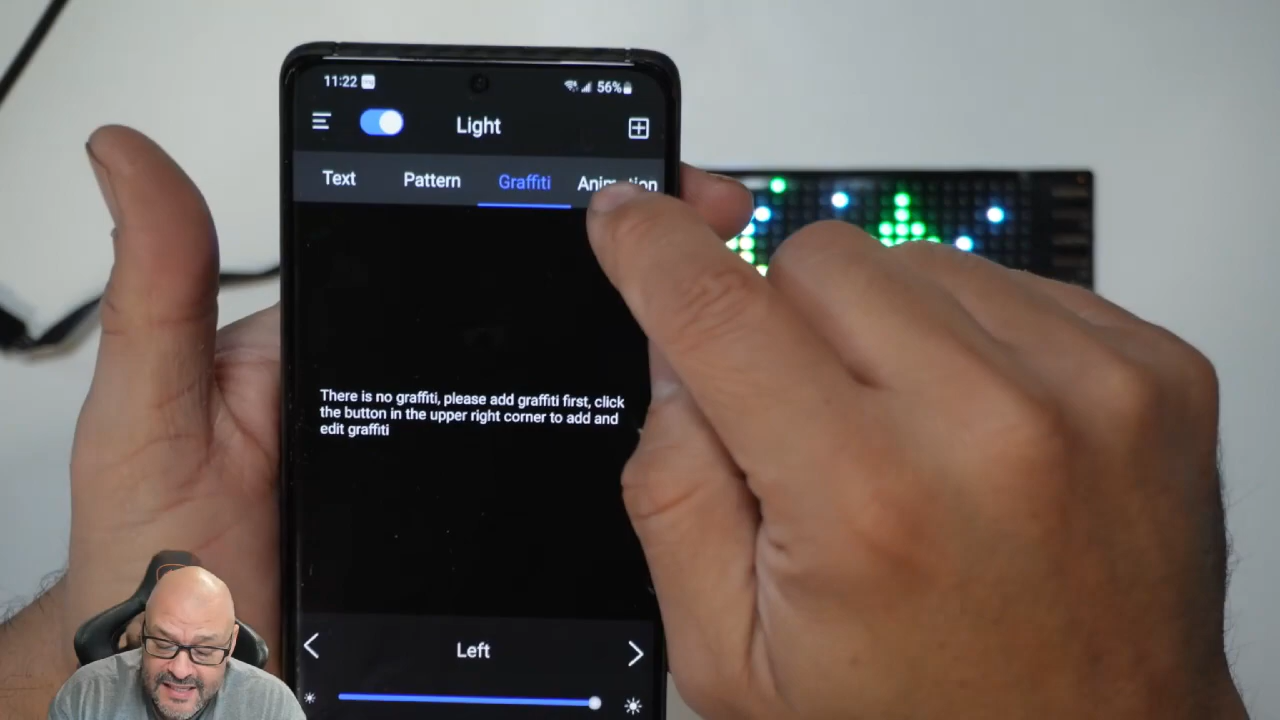 11:22
56%
Light
Text Pattern Graffiti Animation
There is no graffiti, please add graffiti first, click
the button in the upper right corner to add and
edit graffiti
Left